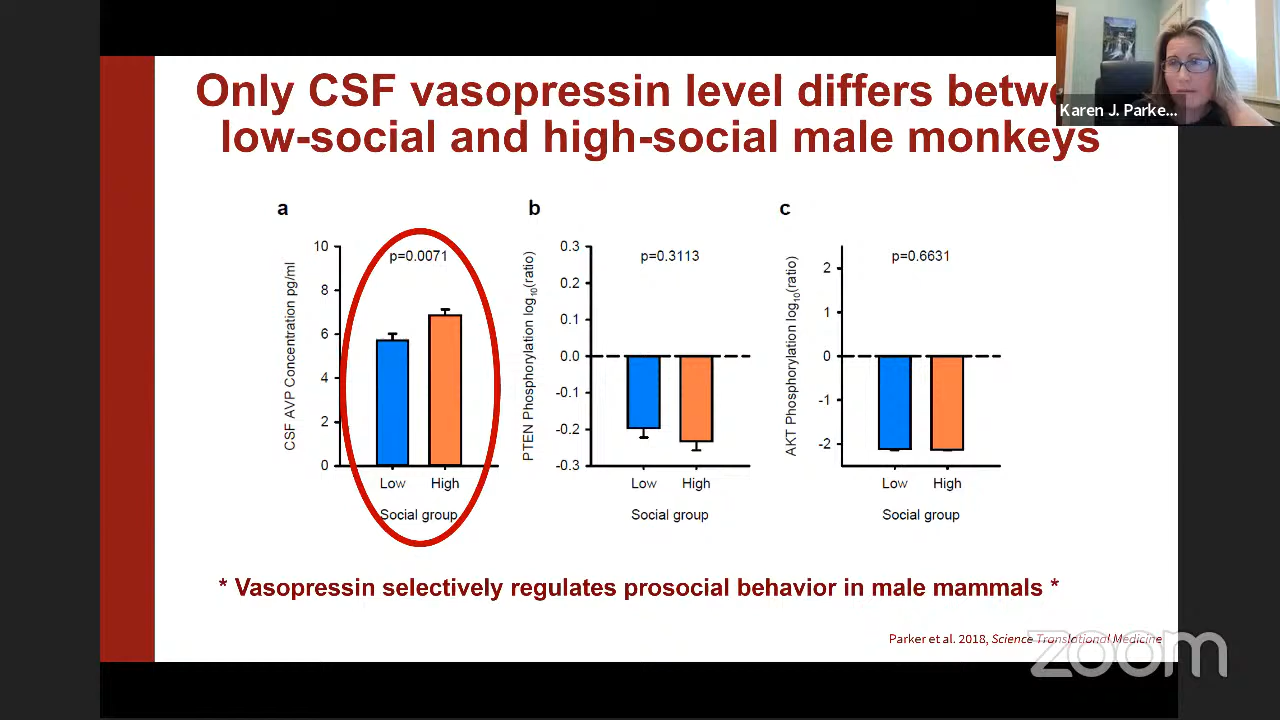 Only CSF vasopressin level differs betwe
low-social and high-social male monkeys
Karen J. Parke...
a
b
c
CSF AVP Concentration pg/ml
10
8
6
4
2
0
p=0.0071
Low High
Social group
PTEN Phosphorylation log10(ratio)
0.3
0.2
0.1
0.0
-0.1
-0.2
-0.3
p=0.3113
Low High
Social group
AKT Phosphorylation log10(ratio)
2
1
0
-1
-2
p=0.6631
Low High
Social group
* Vasopressin selectively regulates prosocial behavior in male mammals *
Parker et al. 2018, Science Translational Medicine
zoom